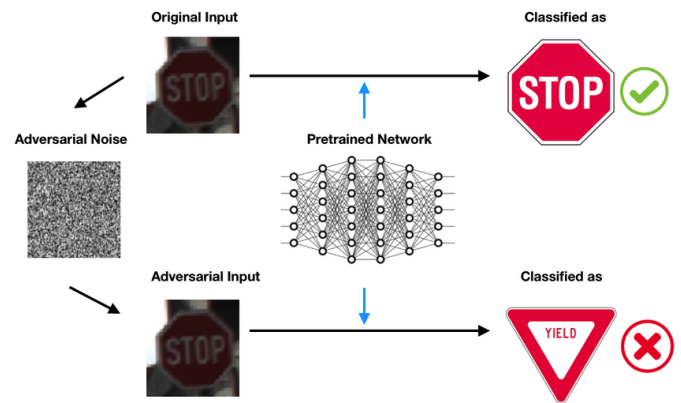 Original Input
Classified as
STOP
STOP
Adversarial Noise
Pretrained Network
Adversarial Input
Classified as
STOP
YIELD